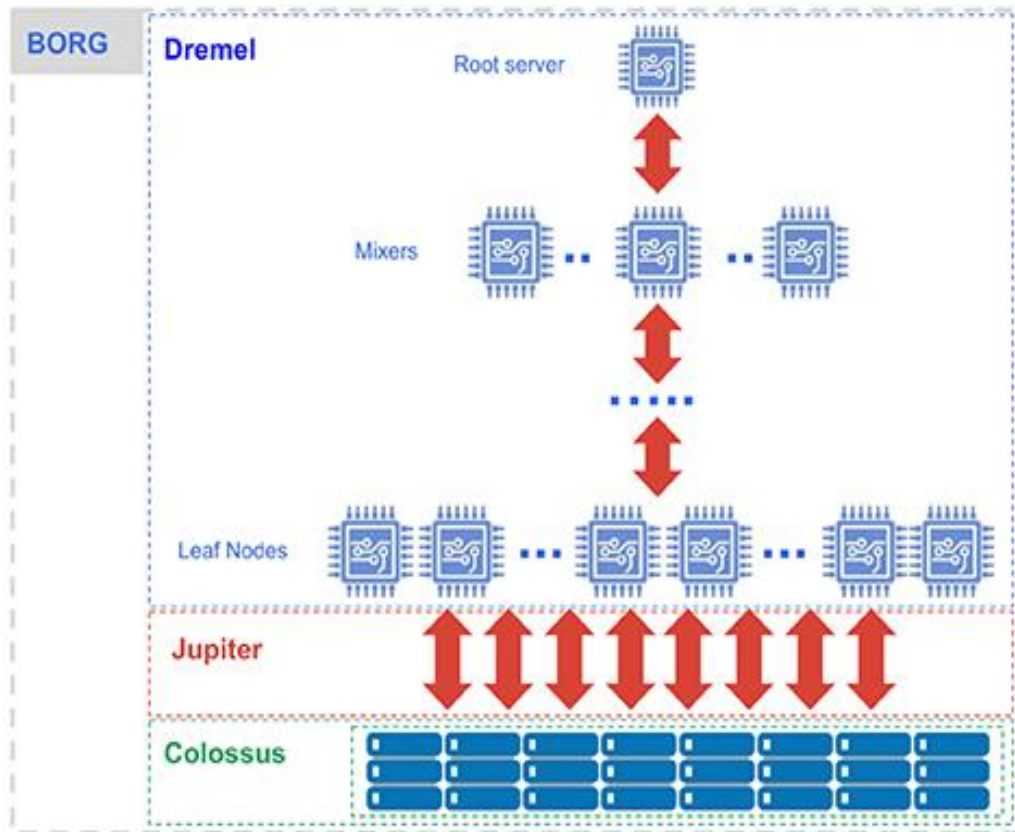 BORG
Dremel
Root server
Mixers
Leaf Nodes
Jupiter
Colossus